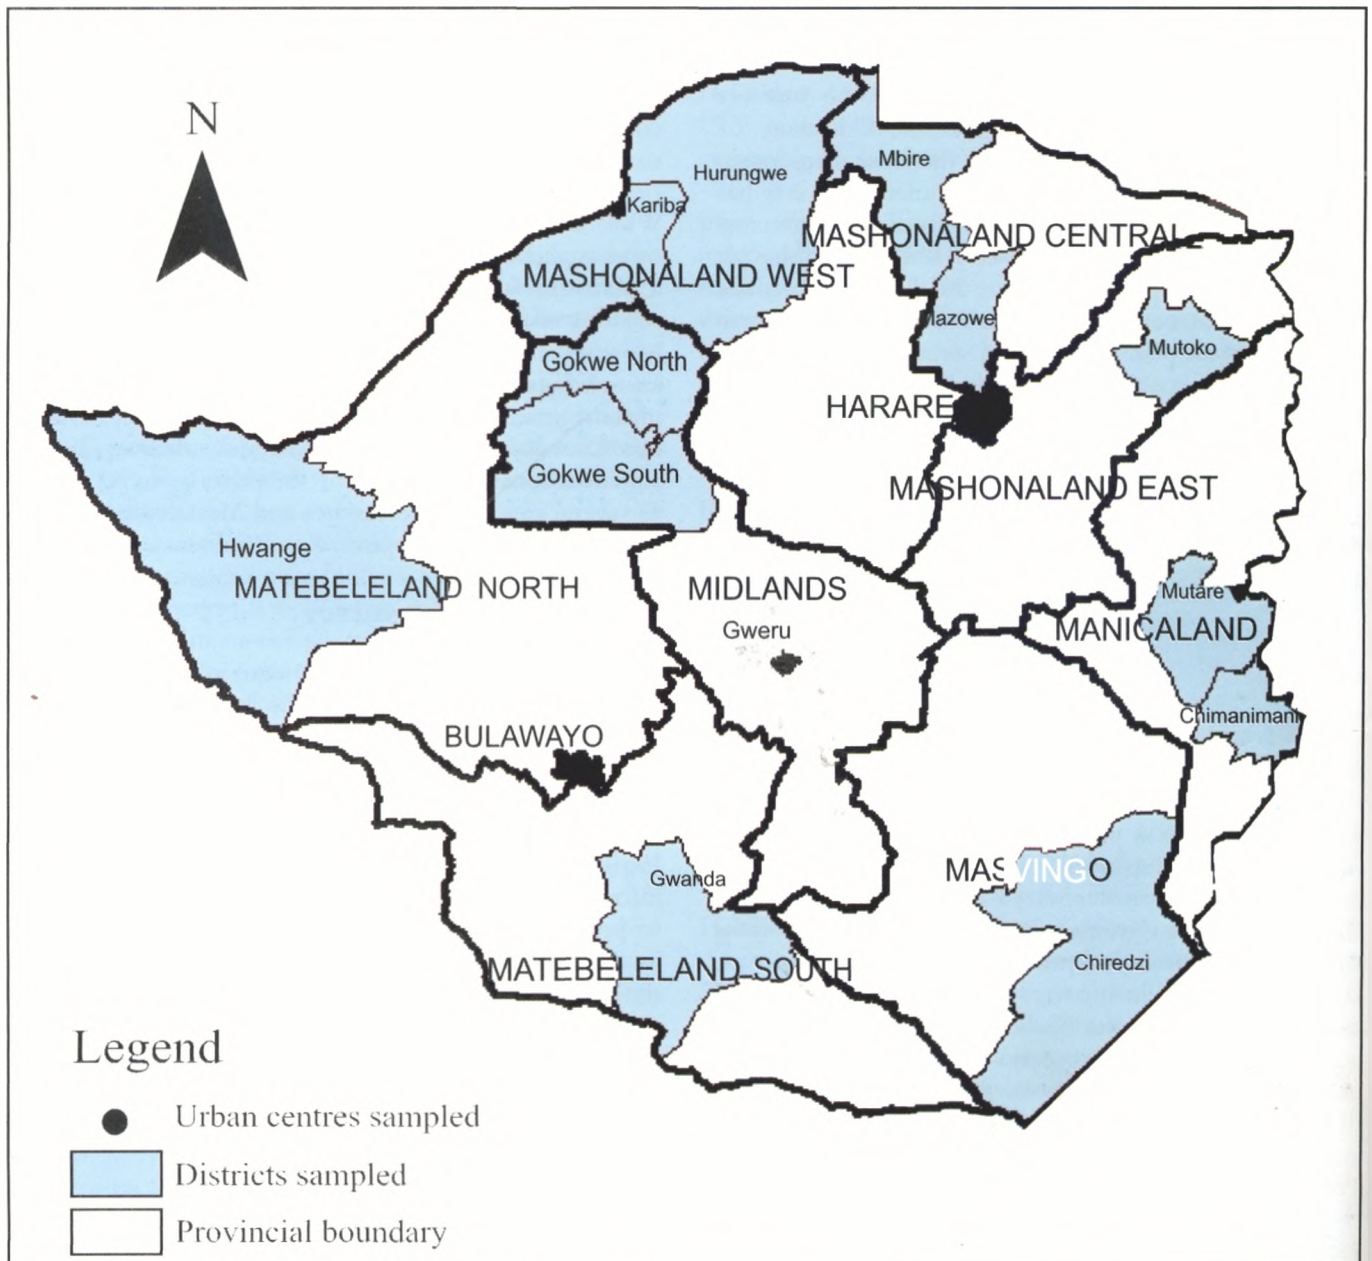 N
Mbire
Hurungwe
Kariba
MASHONALAND CENTRAL
MASHONALAND WEST
Mazowe
Mutoko
Gokwe North
HARARE
Gokwe South
MASHONALAND EAST
Hwange
MATEBELELAND NORTH
MIDLANDS
Mutare
Gweru
MANICALAND
Chimanimani
BULAWAYO
MASVINGO
Gwanda
Chiredzi
MATEBELELAND SOUTH
Legend
Urban centres sampled
Districts sampled
Provincial boundary